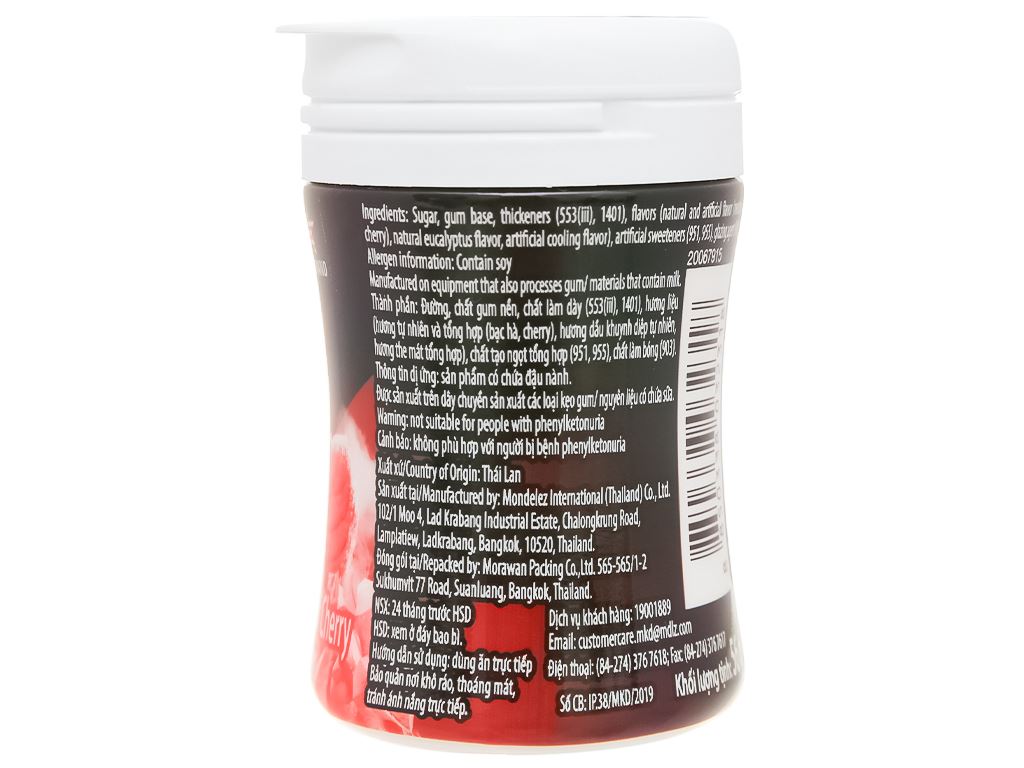 Ingredients: Sugar, gum base, thickeners (553(iii), 1401), flavors (natural and artificial flavor
cherry), natural eucalyptus flavor, artificial cooling flavor), artificial sweeteners (951, 955), glazing
20067915
Allergen information: Contain soy
Manufactured on equipment that also processes gum/ materials that contain milk.
Thành phần: Đường, chất gum nền, chất làm dày (553(iii), 1401), hương liệu
(hương tự nhiên và tổng hợp (bạc hà, cherry), hương dầu khuynh diệp tự nhiên,
hương the mát tổng hợp), chất tạo ngọt tổng hợp (951, 955), chất làm bóng (903).
Thông tin dị ứng: sản phẩm có chứa đậu nành.
Được sản xuất trên dây chuyền sản xuất các loại kẹo gum/ nguyên liệu có chứa sữa.
Warning: not suitable for people with phenylketonuria
Cảnh báo: không phù hợp với người bị bệnh phenylketonuria
Xuất xứ/Country of Origin: Thái Lan
Sản xuất tại/Manufactured by: Mondelez International (Thailand) Co., Ltd.
102/1 Moo 4, Lad Krabang Industrial Estate, Chalongkrung Road,
Lamplatiew, Ladkrabang, Bangkok, 10520, Thailand.
Đóng gói tại/Repacked by: Morawan Packing Co.,Ltd. 565-565/1-2
Sukhumvit 77 Road, Suanluang, Bangkok, Thailand.
NSX: 24 tháng trước HSD
HSD: xem ở đáy bao bì.
Hướng dẫn sử dụng: dùng ăn trực tiếp
Bảo quản nơi khô ráo, thoáng mát,
tránh ánh nắng trực tiếp.
Dịch vụ khách hàng: 19001889
Email: customercare.mkd@mdlz.com
Điện thoại: (84-274) 376 7618; Fax: (84-274) 376 7617
Khối lượng tịnh:
Số CB: IP.38/MKD/2019
Cherry